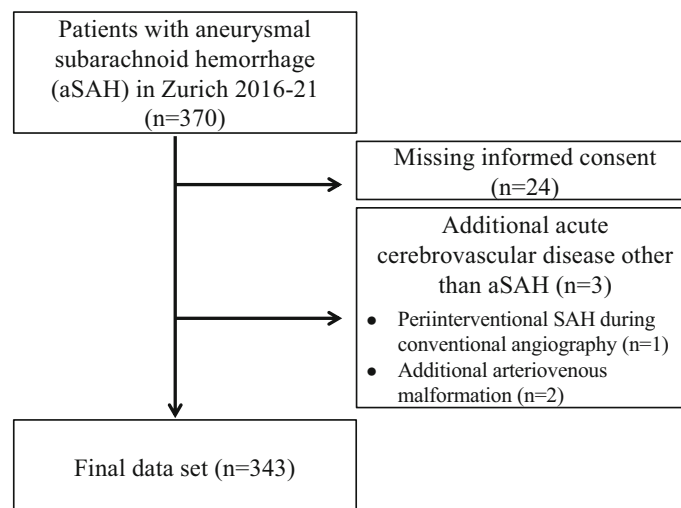 Patients with aneurysmal
subarachnoid hemorrhage
(aSAH) in Zurich 2016-21
(n=370)
Missing informed consent
(n=24)
Additional acute
cerebrovascular disease other
than aSAH (n=3)
● Periinterventional SAH during
conventional angiography (n=1)
● Additional arteriovenous
malformation (n=2)
Final data set (n=343)